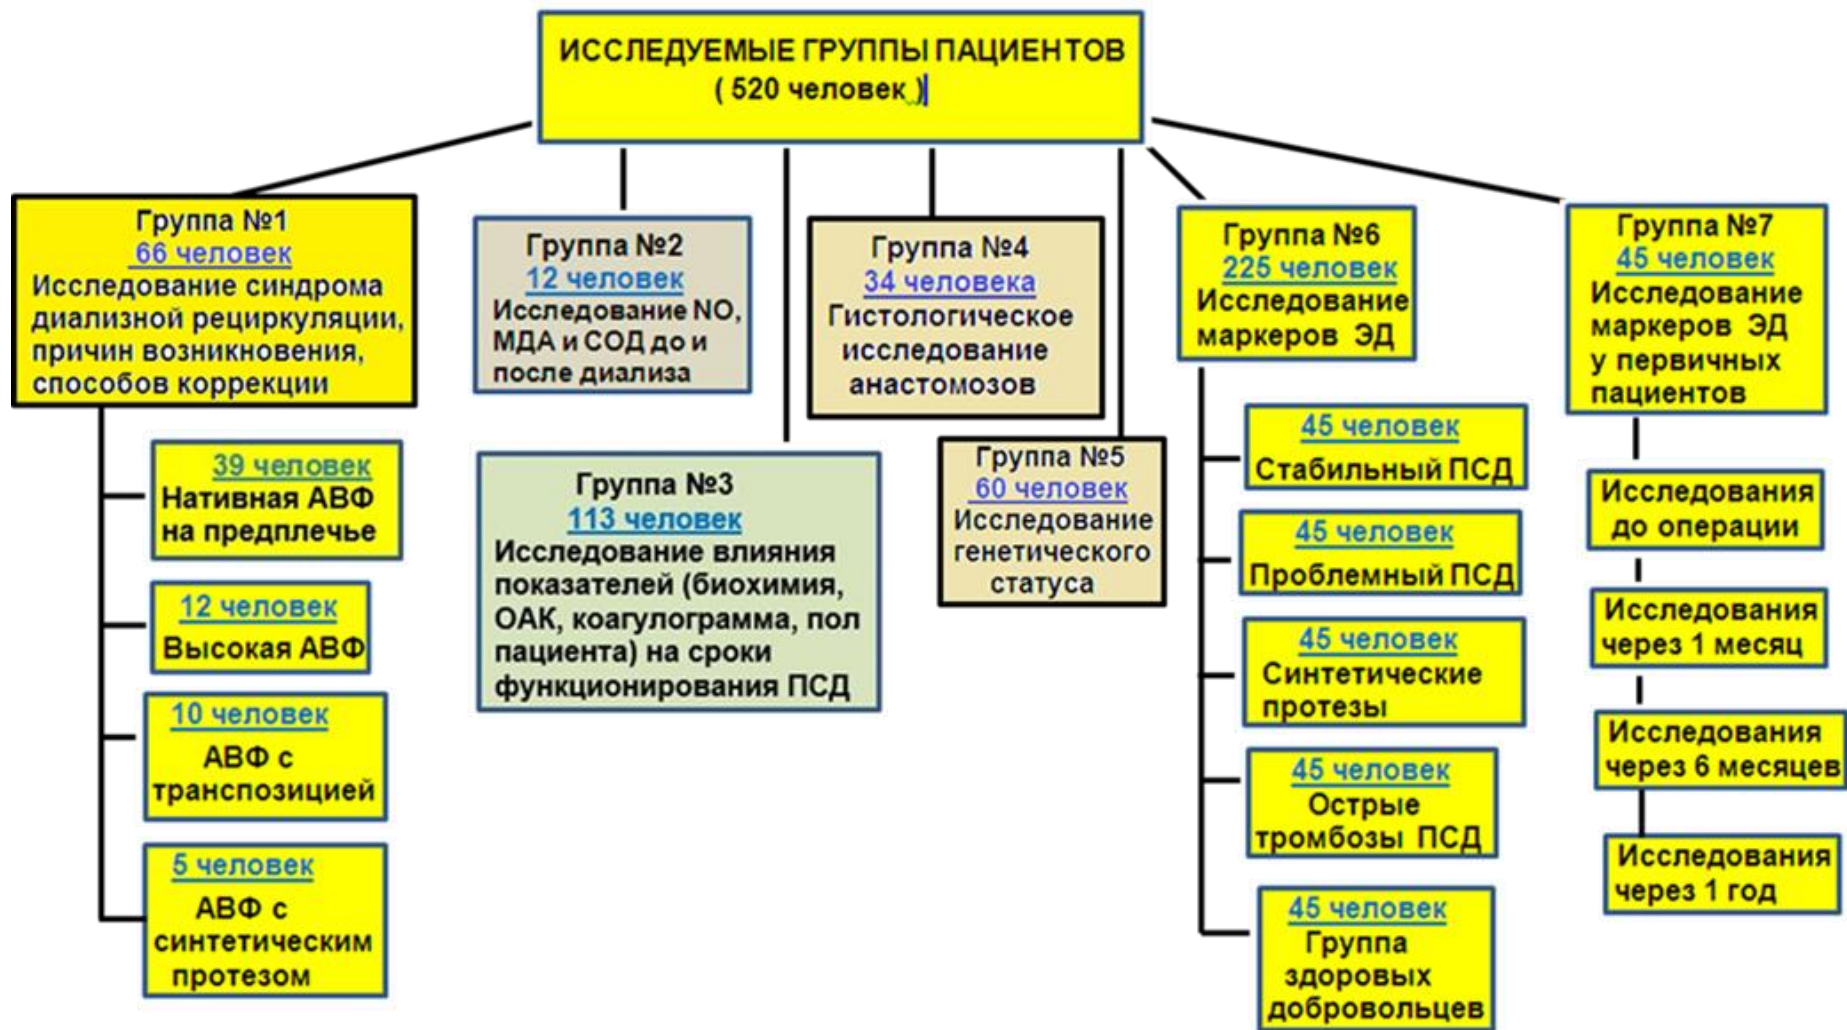 ИССЛЕДУЕМЫЕ ГРУППЫ ПАЦИЕНТОВ
( 520 человек )
Группа №1
66 человек
Исследование синдрома
диализной рециркуляции,
причин возникновения,
способов коррекции
39 человек
Нативная АВФ
на предплечье
12 человек
Высокая АВФ
10 человек
АВФ с
транспозицией
5 человек
АВФ с
синтетическим
протезом
Группа №2
12 человек
Исследование NO,
МДА и СОД до и
после диализа
Группа №3
113 человек
Исследование влияния
показателей (биохимия,
ОАК, коагулограмма, пол
пациента) на сроки
функционирования ПСД
Группа №4
34 человека
Гистологическое
исследование
анастомозов
Группа №5
60 человек
Исследование
генетического
статуса
Группа №6
225 человек
Исследование
маркеров ЭД
45 человек
Стабильный ПСД
45 человек
Проблемный ПСД
45 человек
Синтетические
протезы
45 человек
Острые
тромбозы ПСД
45 человек
Группа
здоровых
добровольцев
Группа №7
45 человек
Исследование
маркеров ЭД
у первичных
пациентов
Исследования
до операции
Исследования
через 1 месяц
Исследования
через 6 месяцев
Исследования
через 1 год